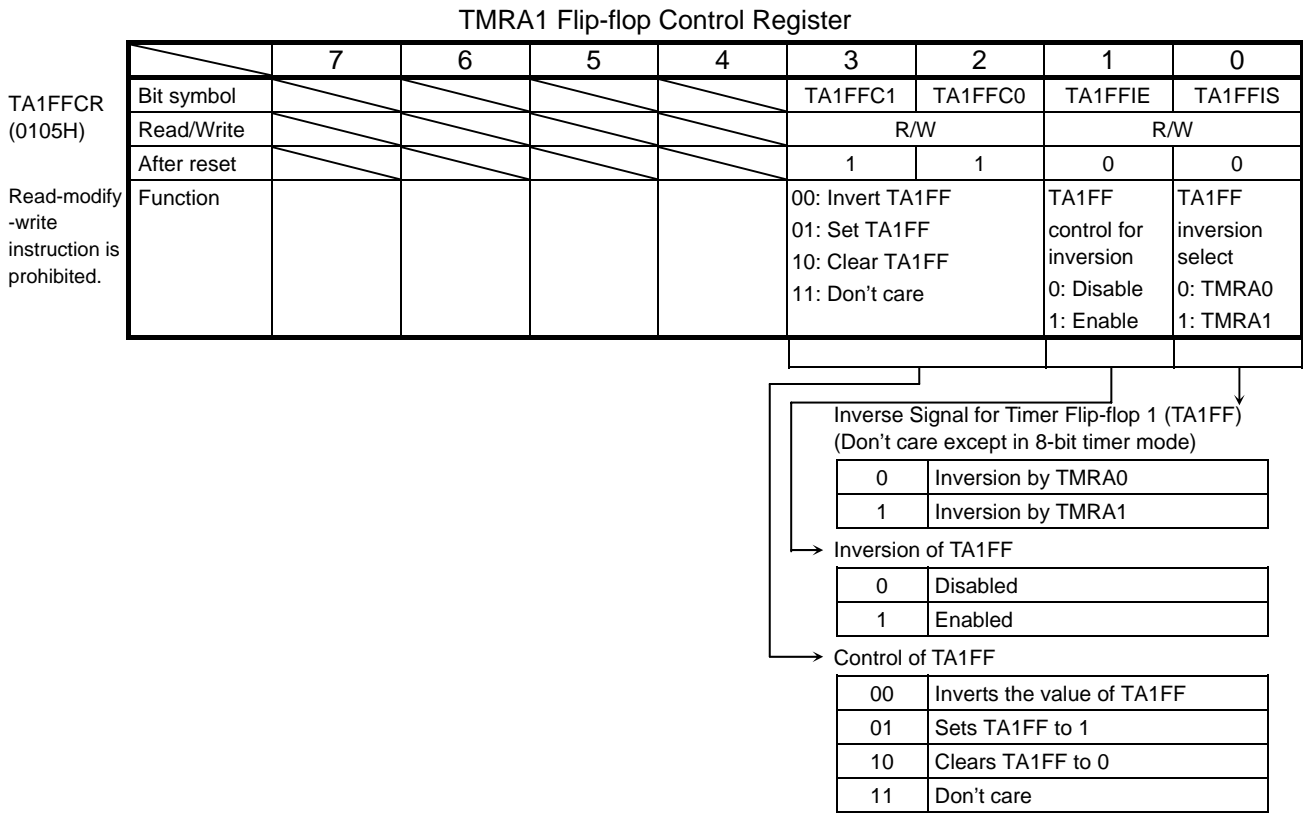 TMRA1 Flip-flop Control Register
7 6 5 4 3 2 1 0
TA1FFCR
(0105H)
Bit symbol TA1FFC1 TA1FFC0 TA1FFIE TA1FFIS
Read/Write R/W R/W
After reset 1 1 0 0
Read-modify
-write
instruction is
prohibited.
Function
00: Invert TA1FF
01: Set TA1FF
10: Clear TA1FF
11: Don't care
TA1FF
control for
inversion
0: Disable
1: Enable
TA1FF
inversion
select
0: TMRA0
1: TMRA1
Inverse Signal for Timer Flip-flop 1 (TA1FF)
(Don't care except in 8-bit timer mode)
0 Inversion by TMRA0
1 Inversion by TMRA1
Inversion of TA1FF
0 Disabled
1 Enabled
Control of TA1FF
00 Inverts the value of TA1FF
01 Sets TA1FF to 1
10 Clears TA1FF to 0
11 Don't care